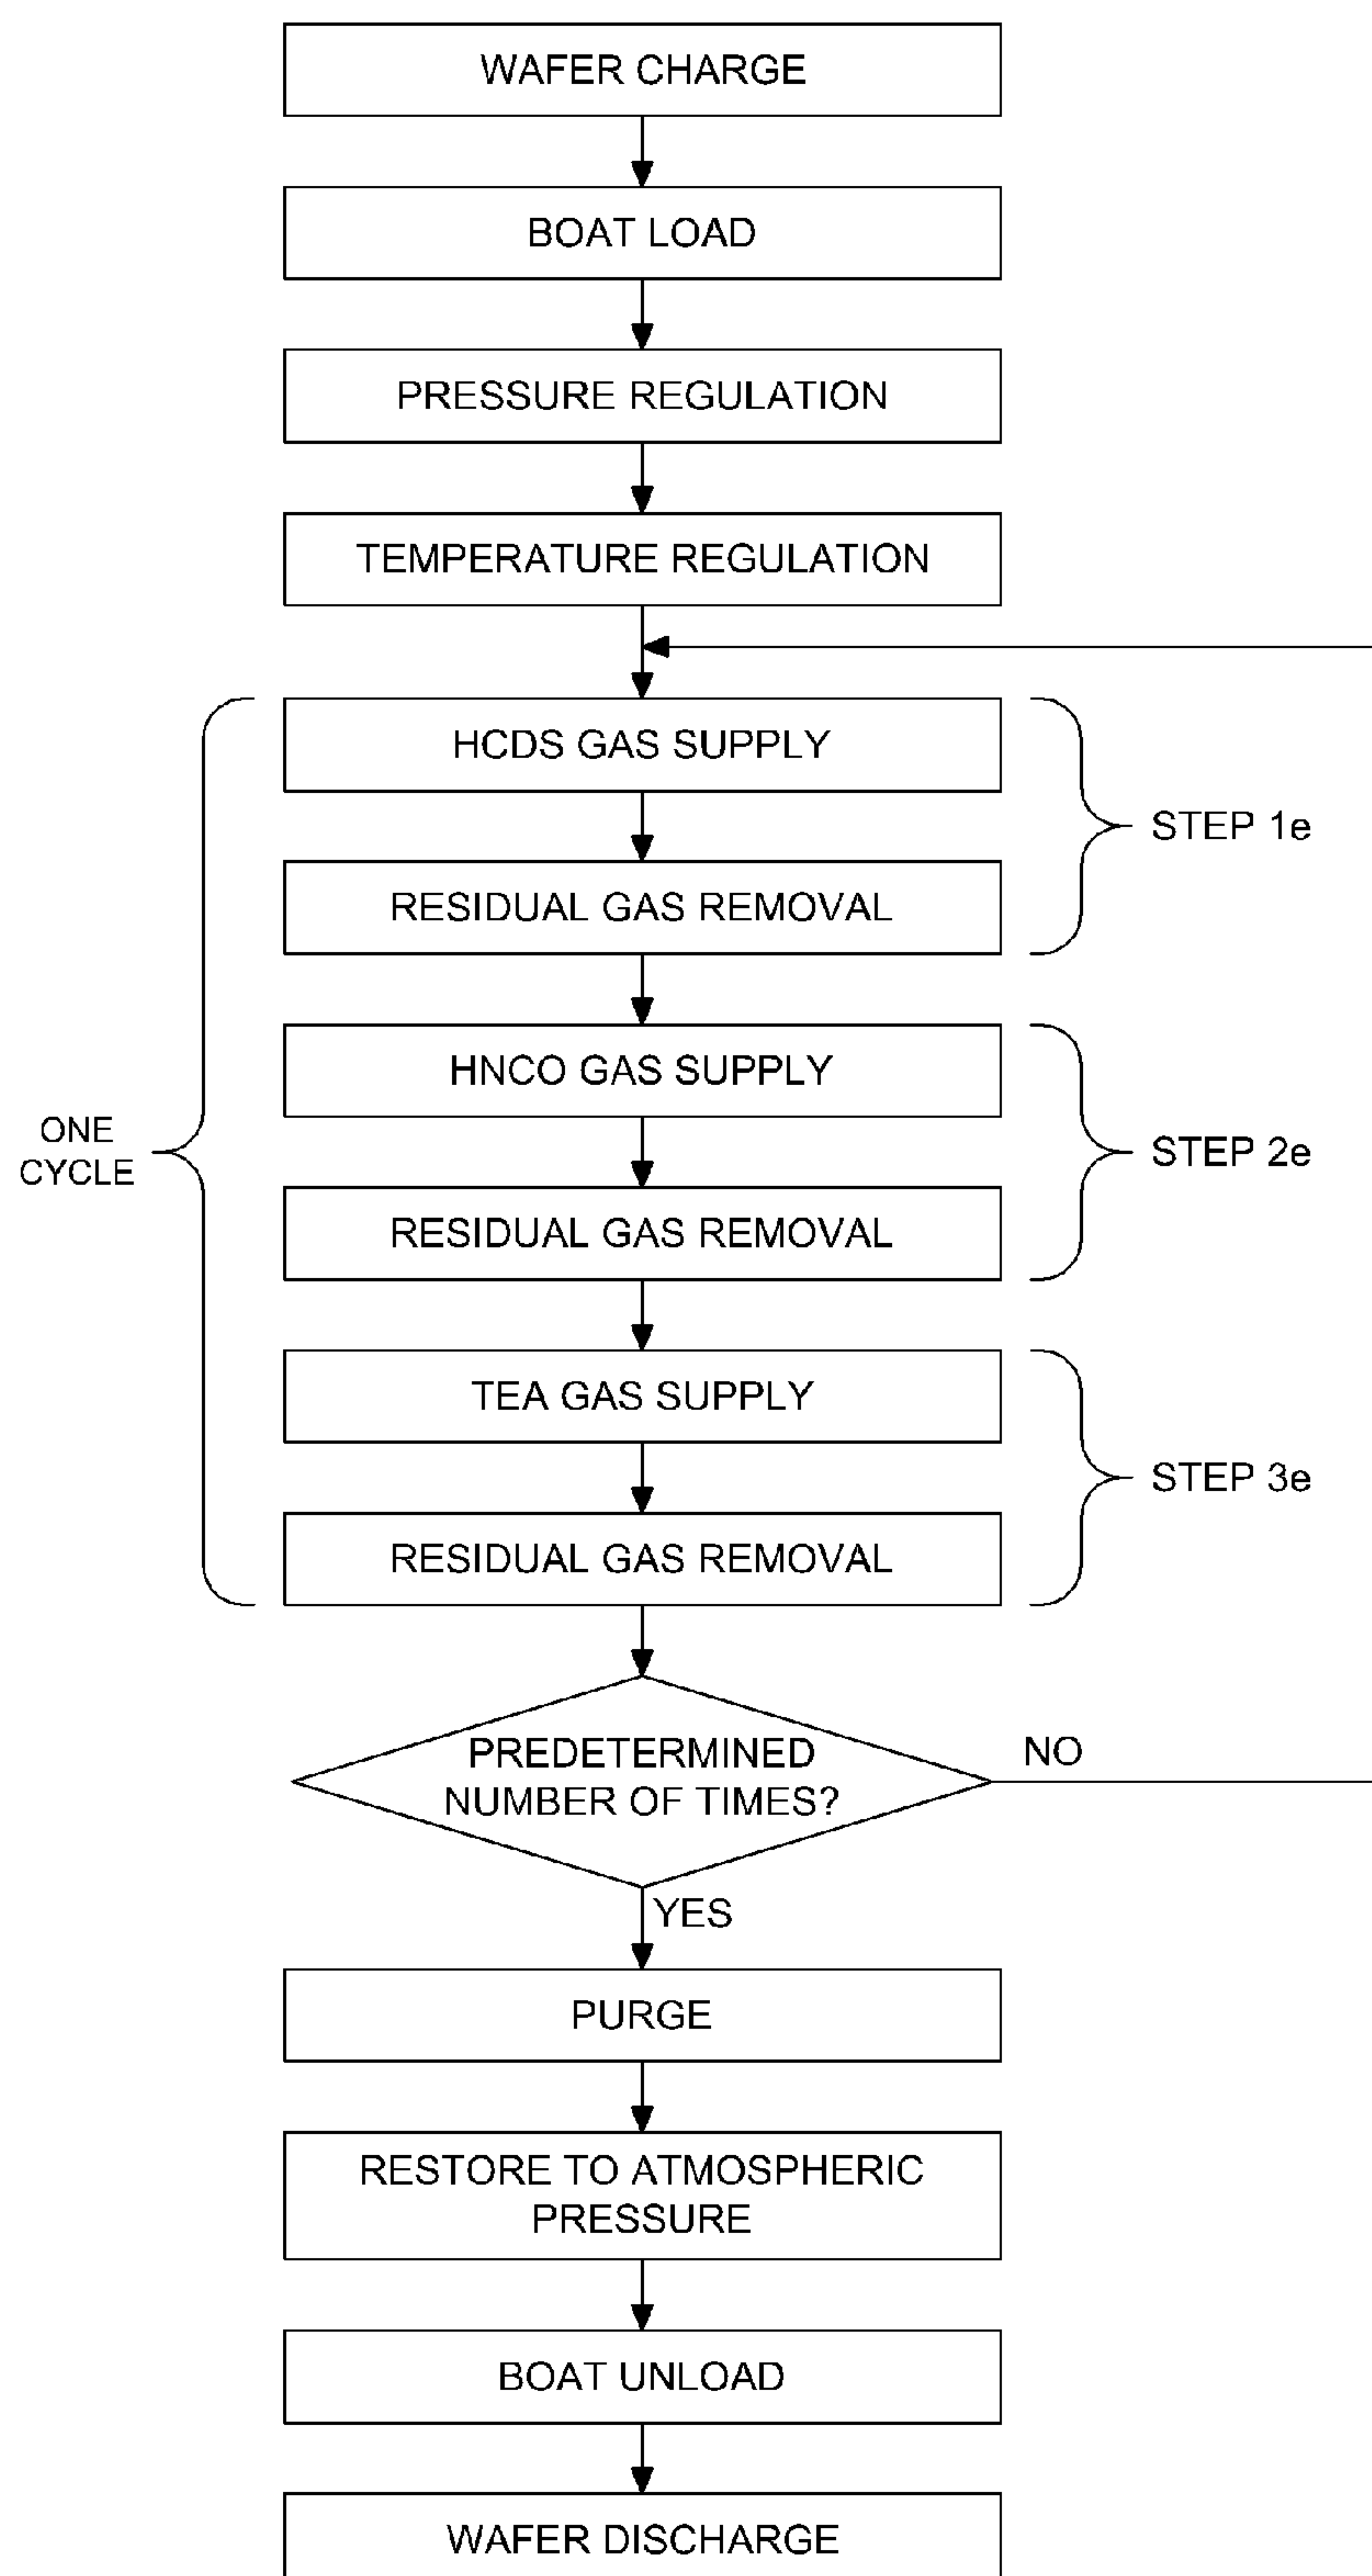 WAFER CHARGE
BOAT LOAD
PRESSURE REGULATION
TEMPERATURE REGULATION
HCDS GAS SUPPLY
STEP 1e
RESIDUAL GAS REMOVAL
HNCO GAS SUPPLY
ONE
CYCLE
STEP 2e
RESIDUAL GAS REMOVAL
TEA GAS SUPPLY
STEP 3e
RESIDUAL GAS REMOVAL
PREDETERMINED
NUMBER OF TIMES?
NO
YES
PURGE
RESTORE TO ATMOSPHERIC
PRESSURE
BOAT UNLOAD
WAFER DISCHARGE